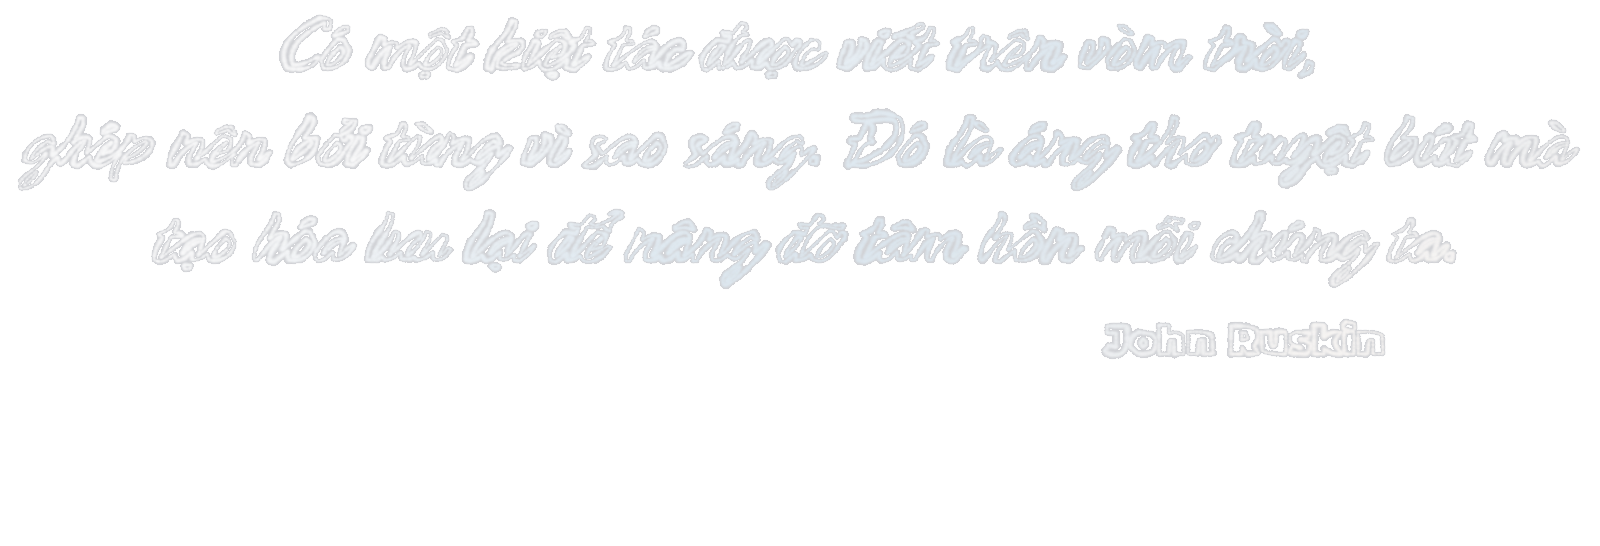 Có một kiệt tác được viết trên vòm trời,
ghép nên bởi từng vì sao sáng. Đó là áng thơ tuyệt bút mà
tạo hóa lưu lại để nâng đỡ tâm hồn mỗi chúng ta.
John Ruskin